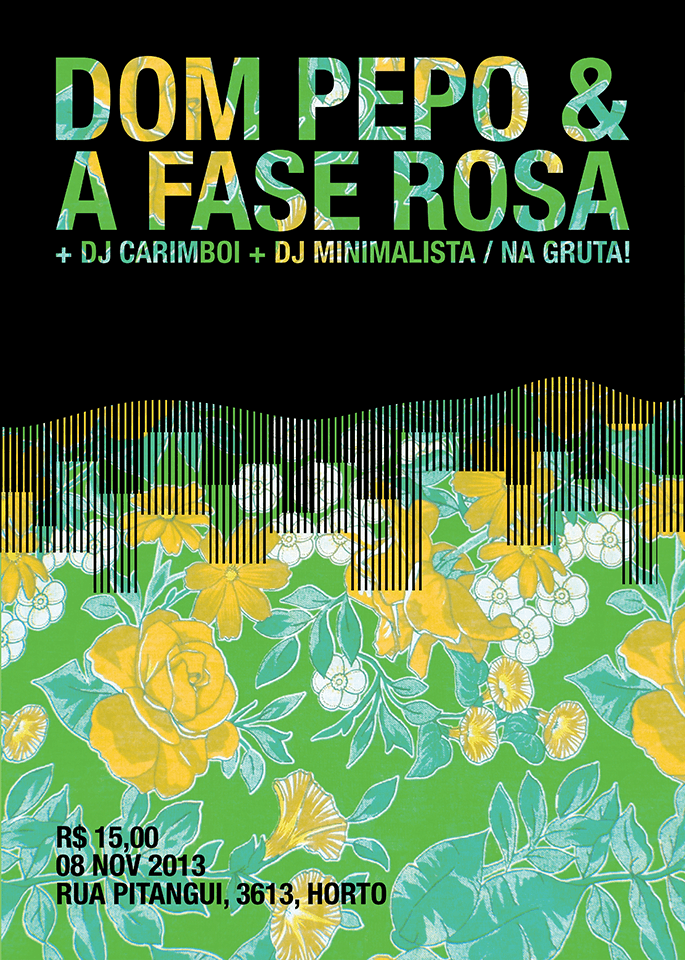 DOM PEPO &
A FASE ROSA
+ DJ CARIMBOI + DJ MINIMALISTA / NA GRUTA!
R$ 15,00
08 NOV 2013
RUA PITANGUI, 3613, HORTO